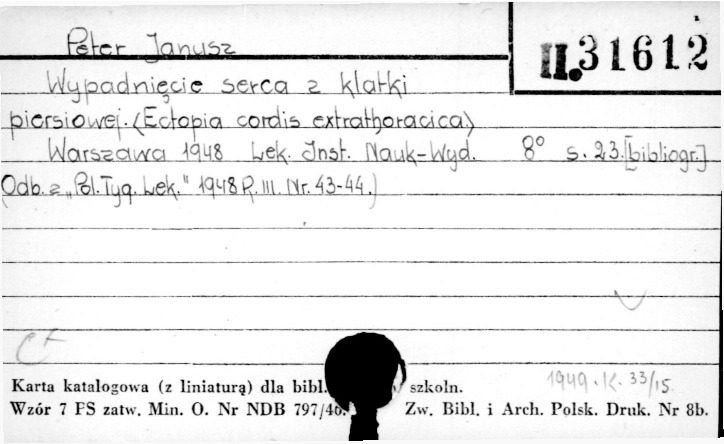 Peter Janusz
II.31612
Wypadnięcie serca z klatki
piersiowej. (Ectopia cordis extrathoracica)
Warszawa 1948 Lek. Inst. Nauk-Wyd. 8° s. 23.[bibliogr.]
(Odb. z „Pol. Tyg. Lek." 1948 R. III. Nr. 43-44.)
Karta katalogowa (z liniaturą) dla bibl. szkoln.
1949. K. 33/15
Wzór 7 FS zatw. Min. O. Nr NDB 797/46. Zw. Bibl. i Arch. Polsk. Druk. Nr 8b.